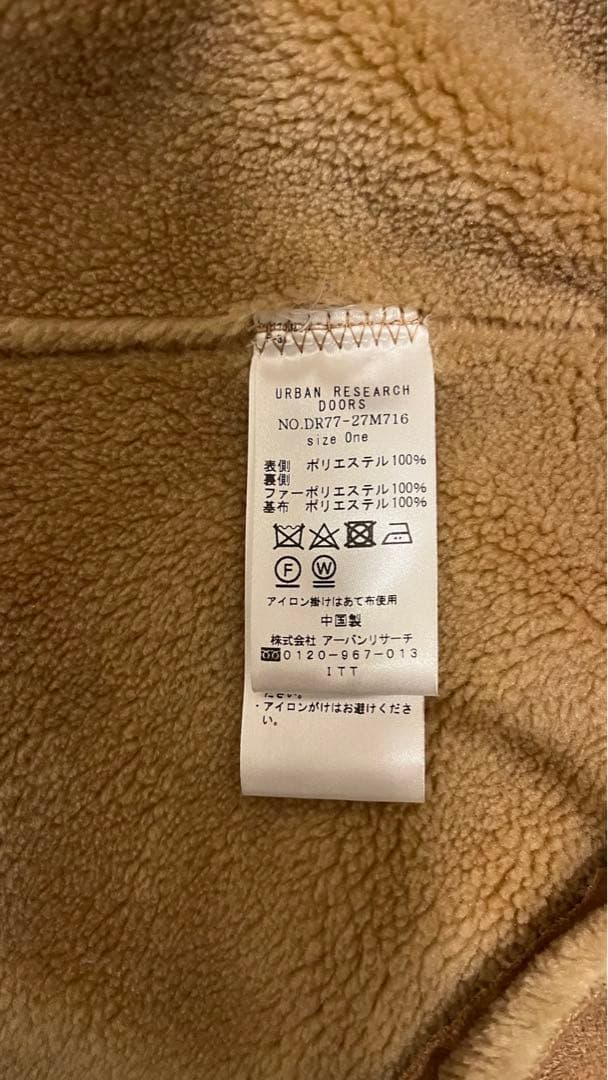 URBAN RESEARCH
DOORS
NO.DR77-27M716
size One
表側 ポリエステル100%
裏側
ファーポリエステル100%
基布 ポリエステル100%
F W
アイロン掛けはあて布使用
中国製
株式会社 アーバンリサーチ
0120-967-013
ITT
・アイロンがけはお避けくださ
い。